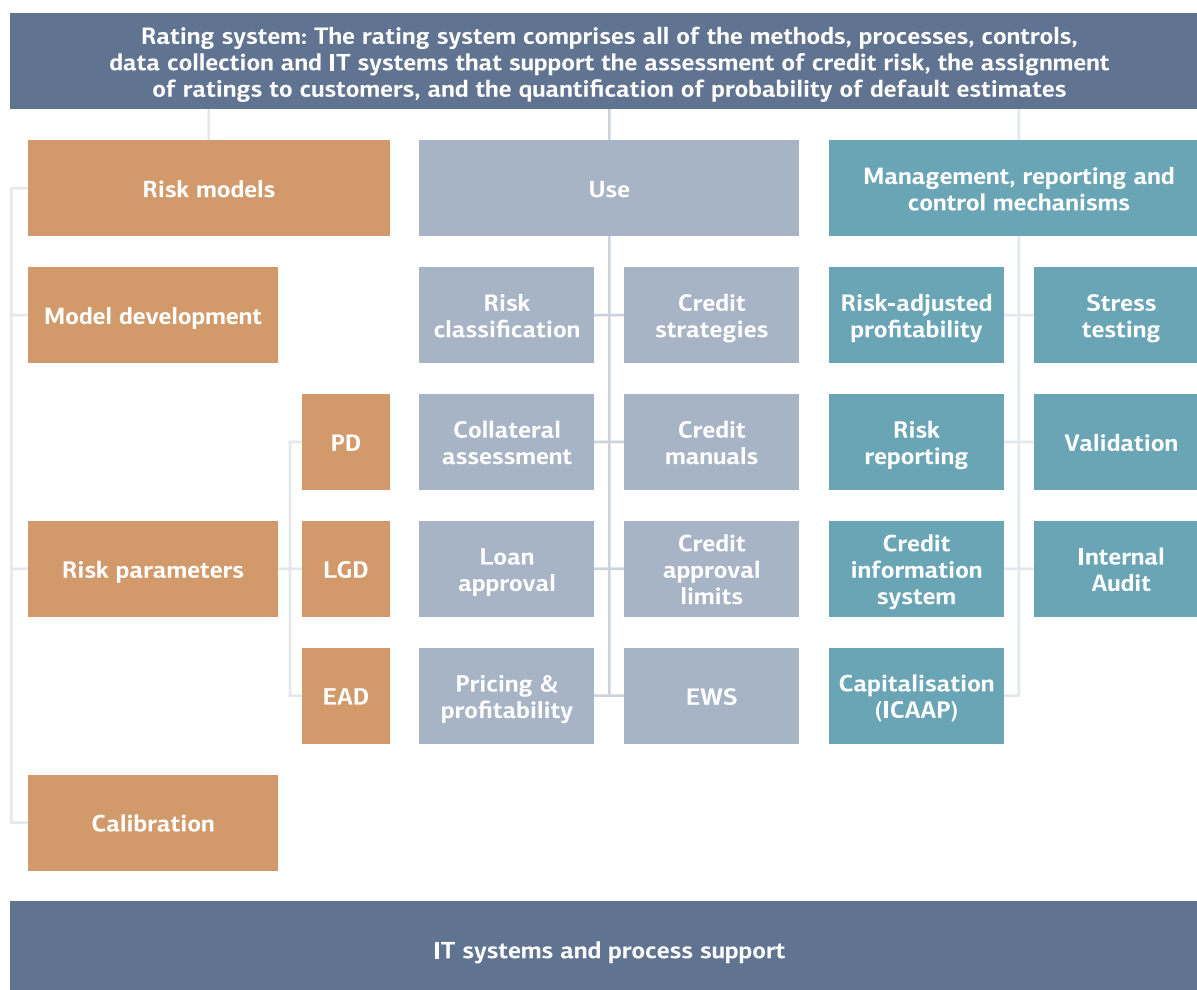 Rating system: The rating system comprises all of the methods, processes, controls,
data collection and IT systems that support the assessment of credit risk, the assignment
of ratings to customers, and the quantification of probability of default estimates
Risk models
Model development
Risk parameters
PD
LGD
EAD
Calibration
Use
Risk
classification
Credit
strategies
Collateral
assessment
Credit
manuals
Loan
approval
Credit
approval
limits
Pricing &
profitability
EWS
Management, reporting and
control mechanisms
Risk-adjusted
profitability
Stress
testing
Risk
reporting
Validation
Credit
information
system
Internal
Audit
Capitalisation
(ICAAP)
IT systems and process support